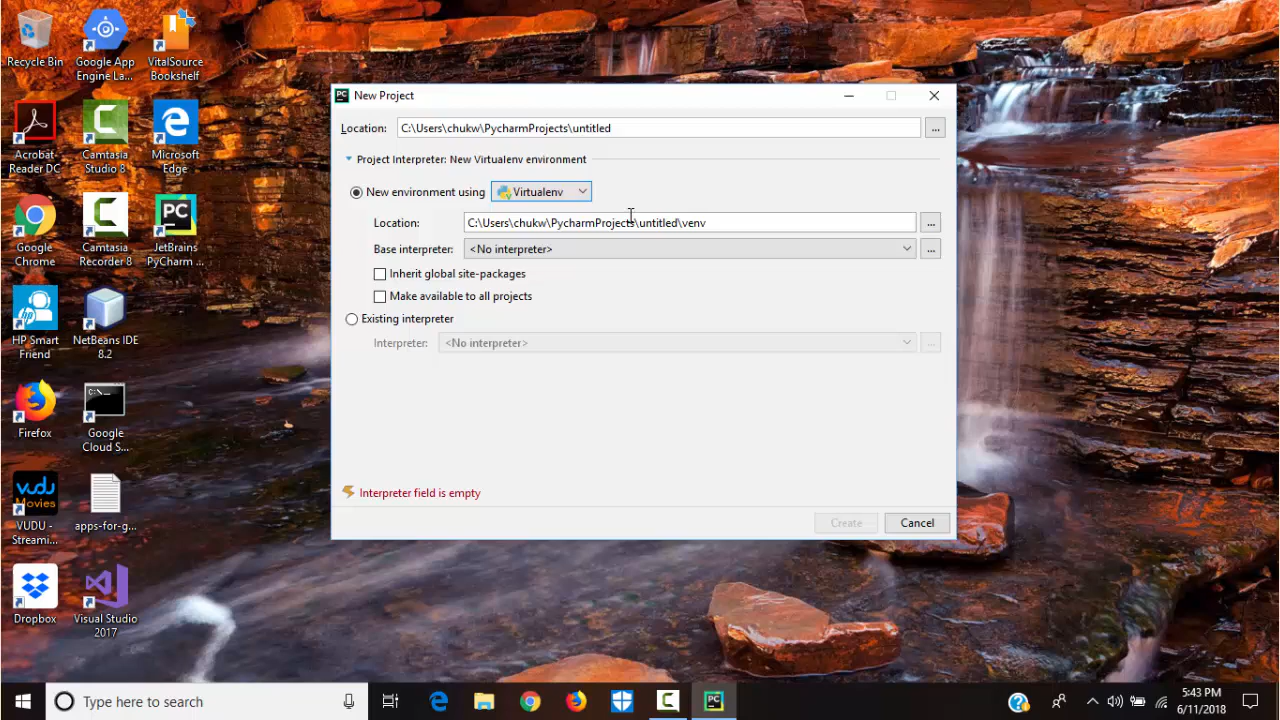 Recycle Bin
Google App
Engine La...
VitalSource
Bookshelf
Acrobat
Reader DC
Camtasia
Studio 8
Microsoft
Edge
Google
Chrome
Camtasia
Recorder 8
JetBrains
PyCharm ...
HP Smart
Friend
NetBeans IDE
8.2
Firefox
Google
Cloud S...
VUDU
Movies
VUDU -
Streami...
apps-for-g...
Dropbox
Visual Studio
2017
PC New Project
Location: C:\Users\chukw\PycharmProjects\untitled ...
Project Interpreter: New Virtualenv environment
New environment using Virtualenv
Location: C:\Users\chukw\PycharmProjects\untitled\venv ...
Base interpreter: <No interpreter> ...
Inherit global site-packages
Make available to all projects
Existing interpreter
Interpreter: <No interpreter> ...
Interpreter field is empty
Create Cancel
Type here to search
5:43 PM
6/11/2018